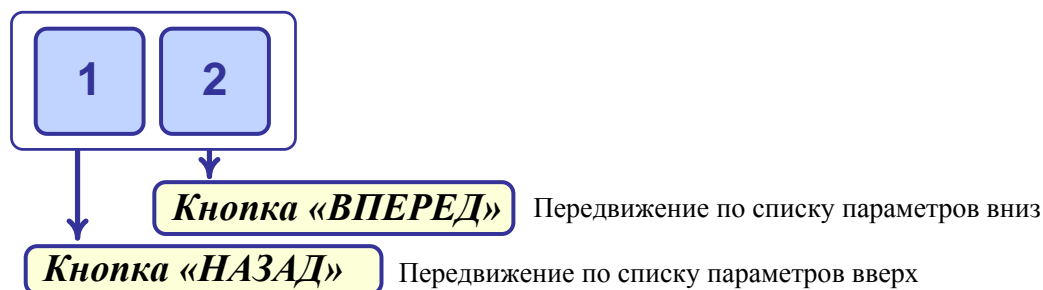 1 2
Кнопка «ВПЕРЕД» Передвижение по списку параметров вниз
Кнопка «НАЗАД» Передвижение по списку параметров вверх